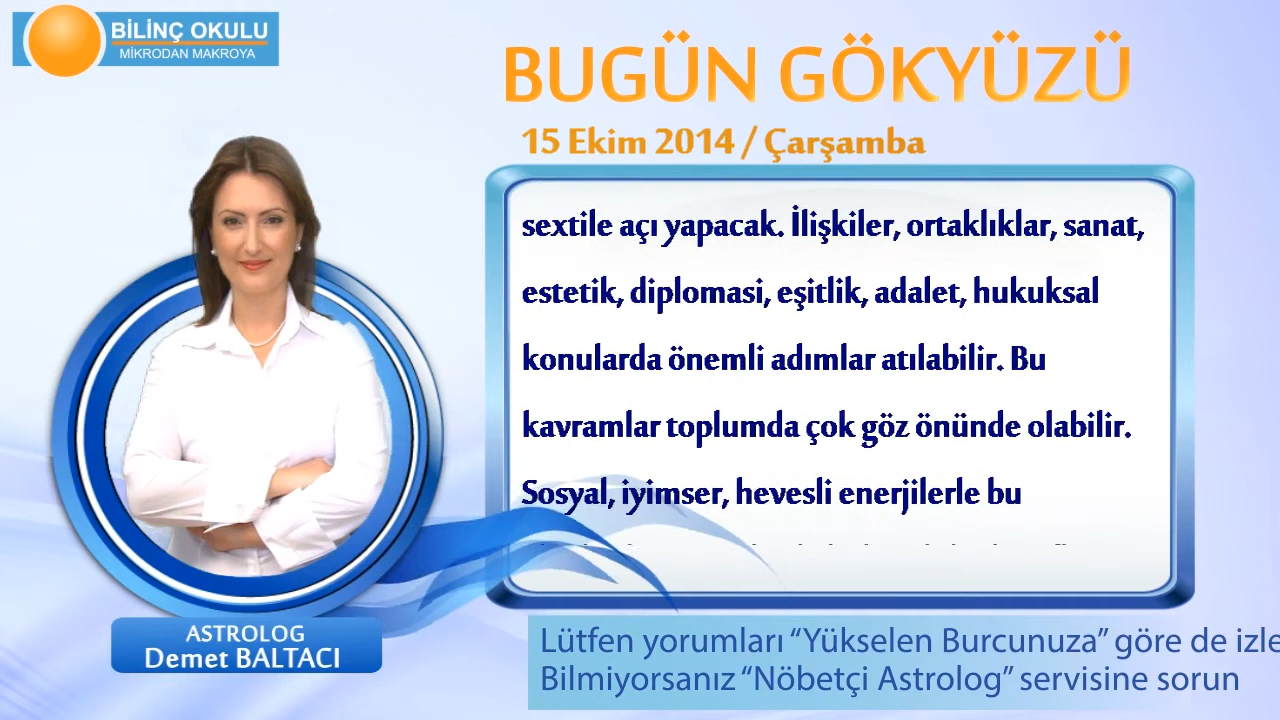 BİLİNÇ OKULU
MİKRODAN MAKROYA
BUGÜN GÖKYÜZÜ
15 Ekim 2014 / Çarşamba
sextile açı yapacak. İlişkiler, ortaklıklar, sanat,
estetik, diplomasi, eşitlik, adalet, hukuksal
konularda önemli adımlar atılabilir. Bu
kavramlar toplumda çok göz önünde olabilir.
Sosyal, iyimser, hevesli enerjilerle bu
ASTROLOG
Demet BALTACI
Lütfen yorumları “Yükselen Burcunuza” göre de izle
Bilmiyorsanız “Nöbetçi Astrolog” servisine sorun